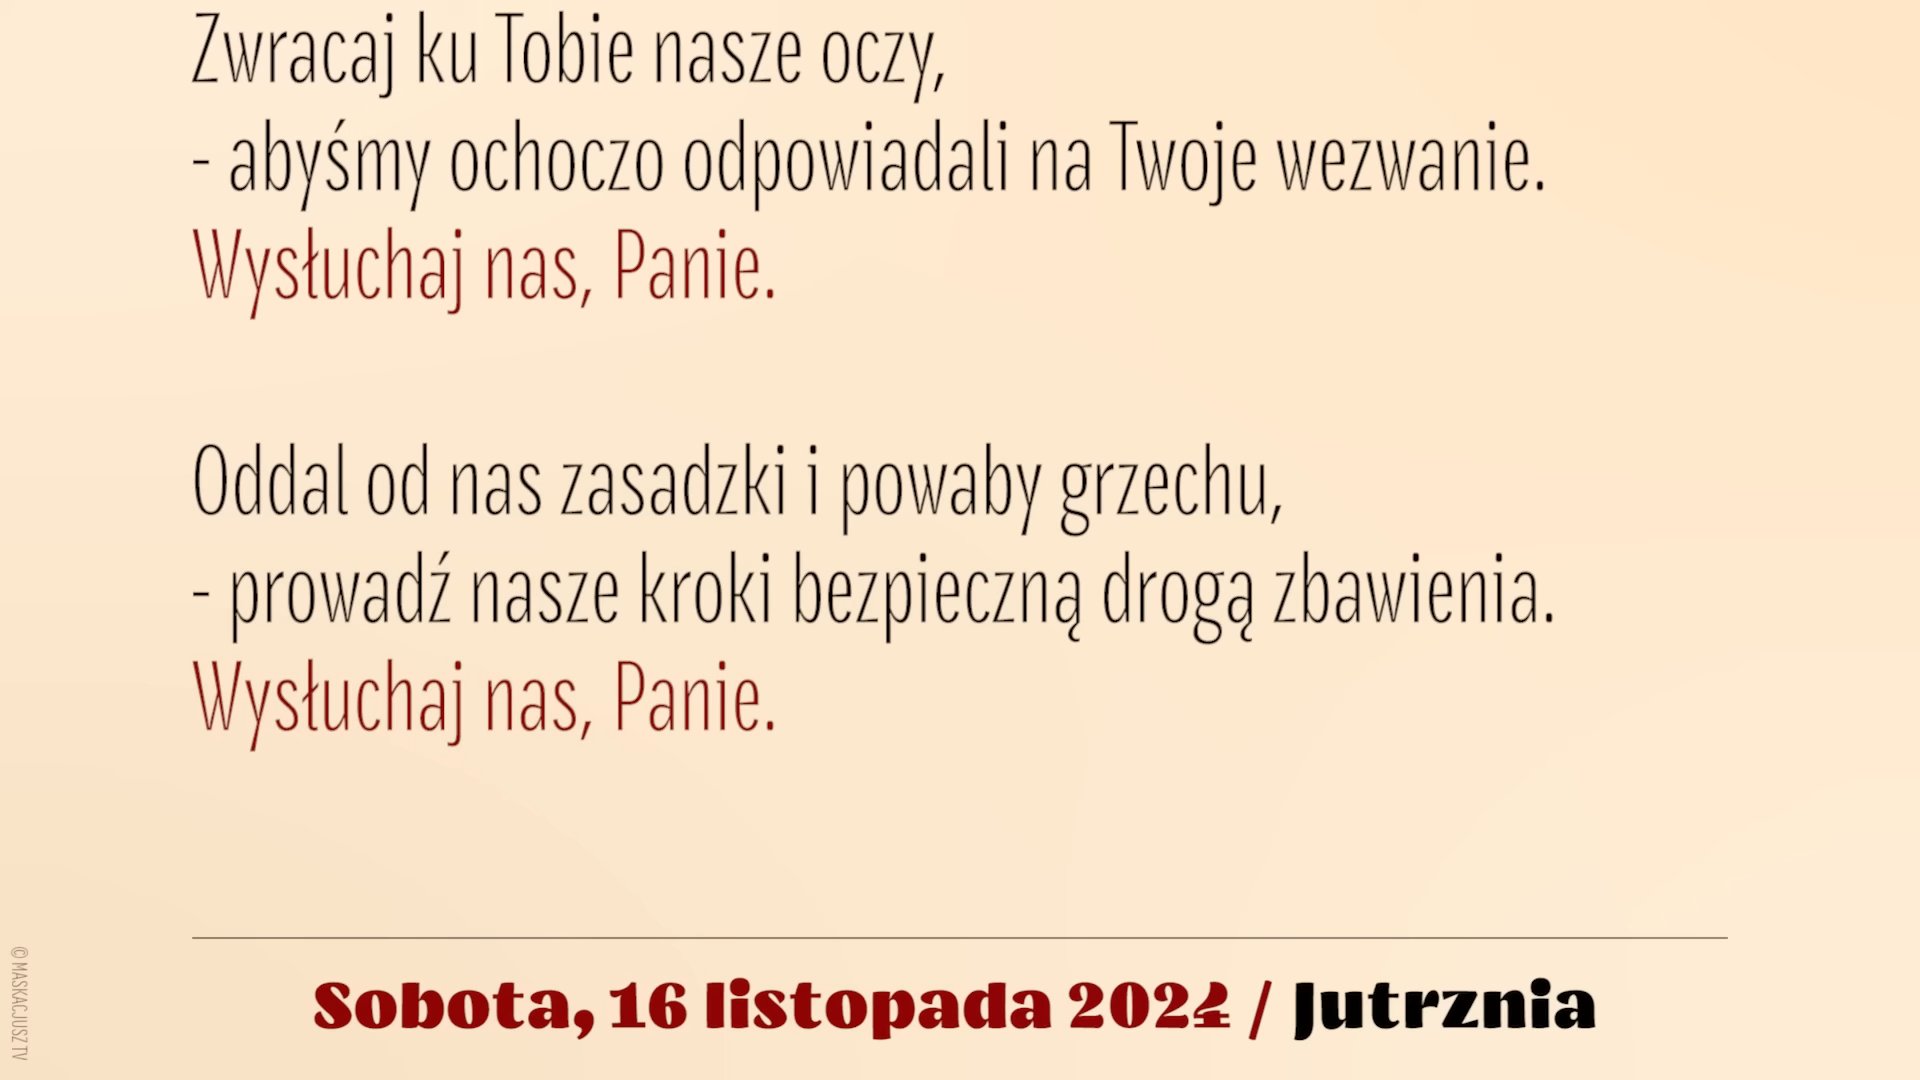 Zwracaj ku Tobie nasze oczy,
- abyśmy ochoczo odpowiadali na Twoje wezwanie.
Wysłuchaj nas, Panie.
Oddal od nas zasadzki i powaby grzechu,
- prowadź nasze kroki bezpieczną drogą zbawienia.
Wysłuchaj nas, Panie.
Sobota, 16 listopada 2024 / Jutrznia
© MASKACJUSZ TV